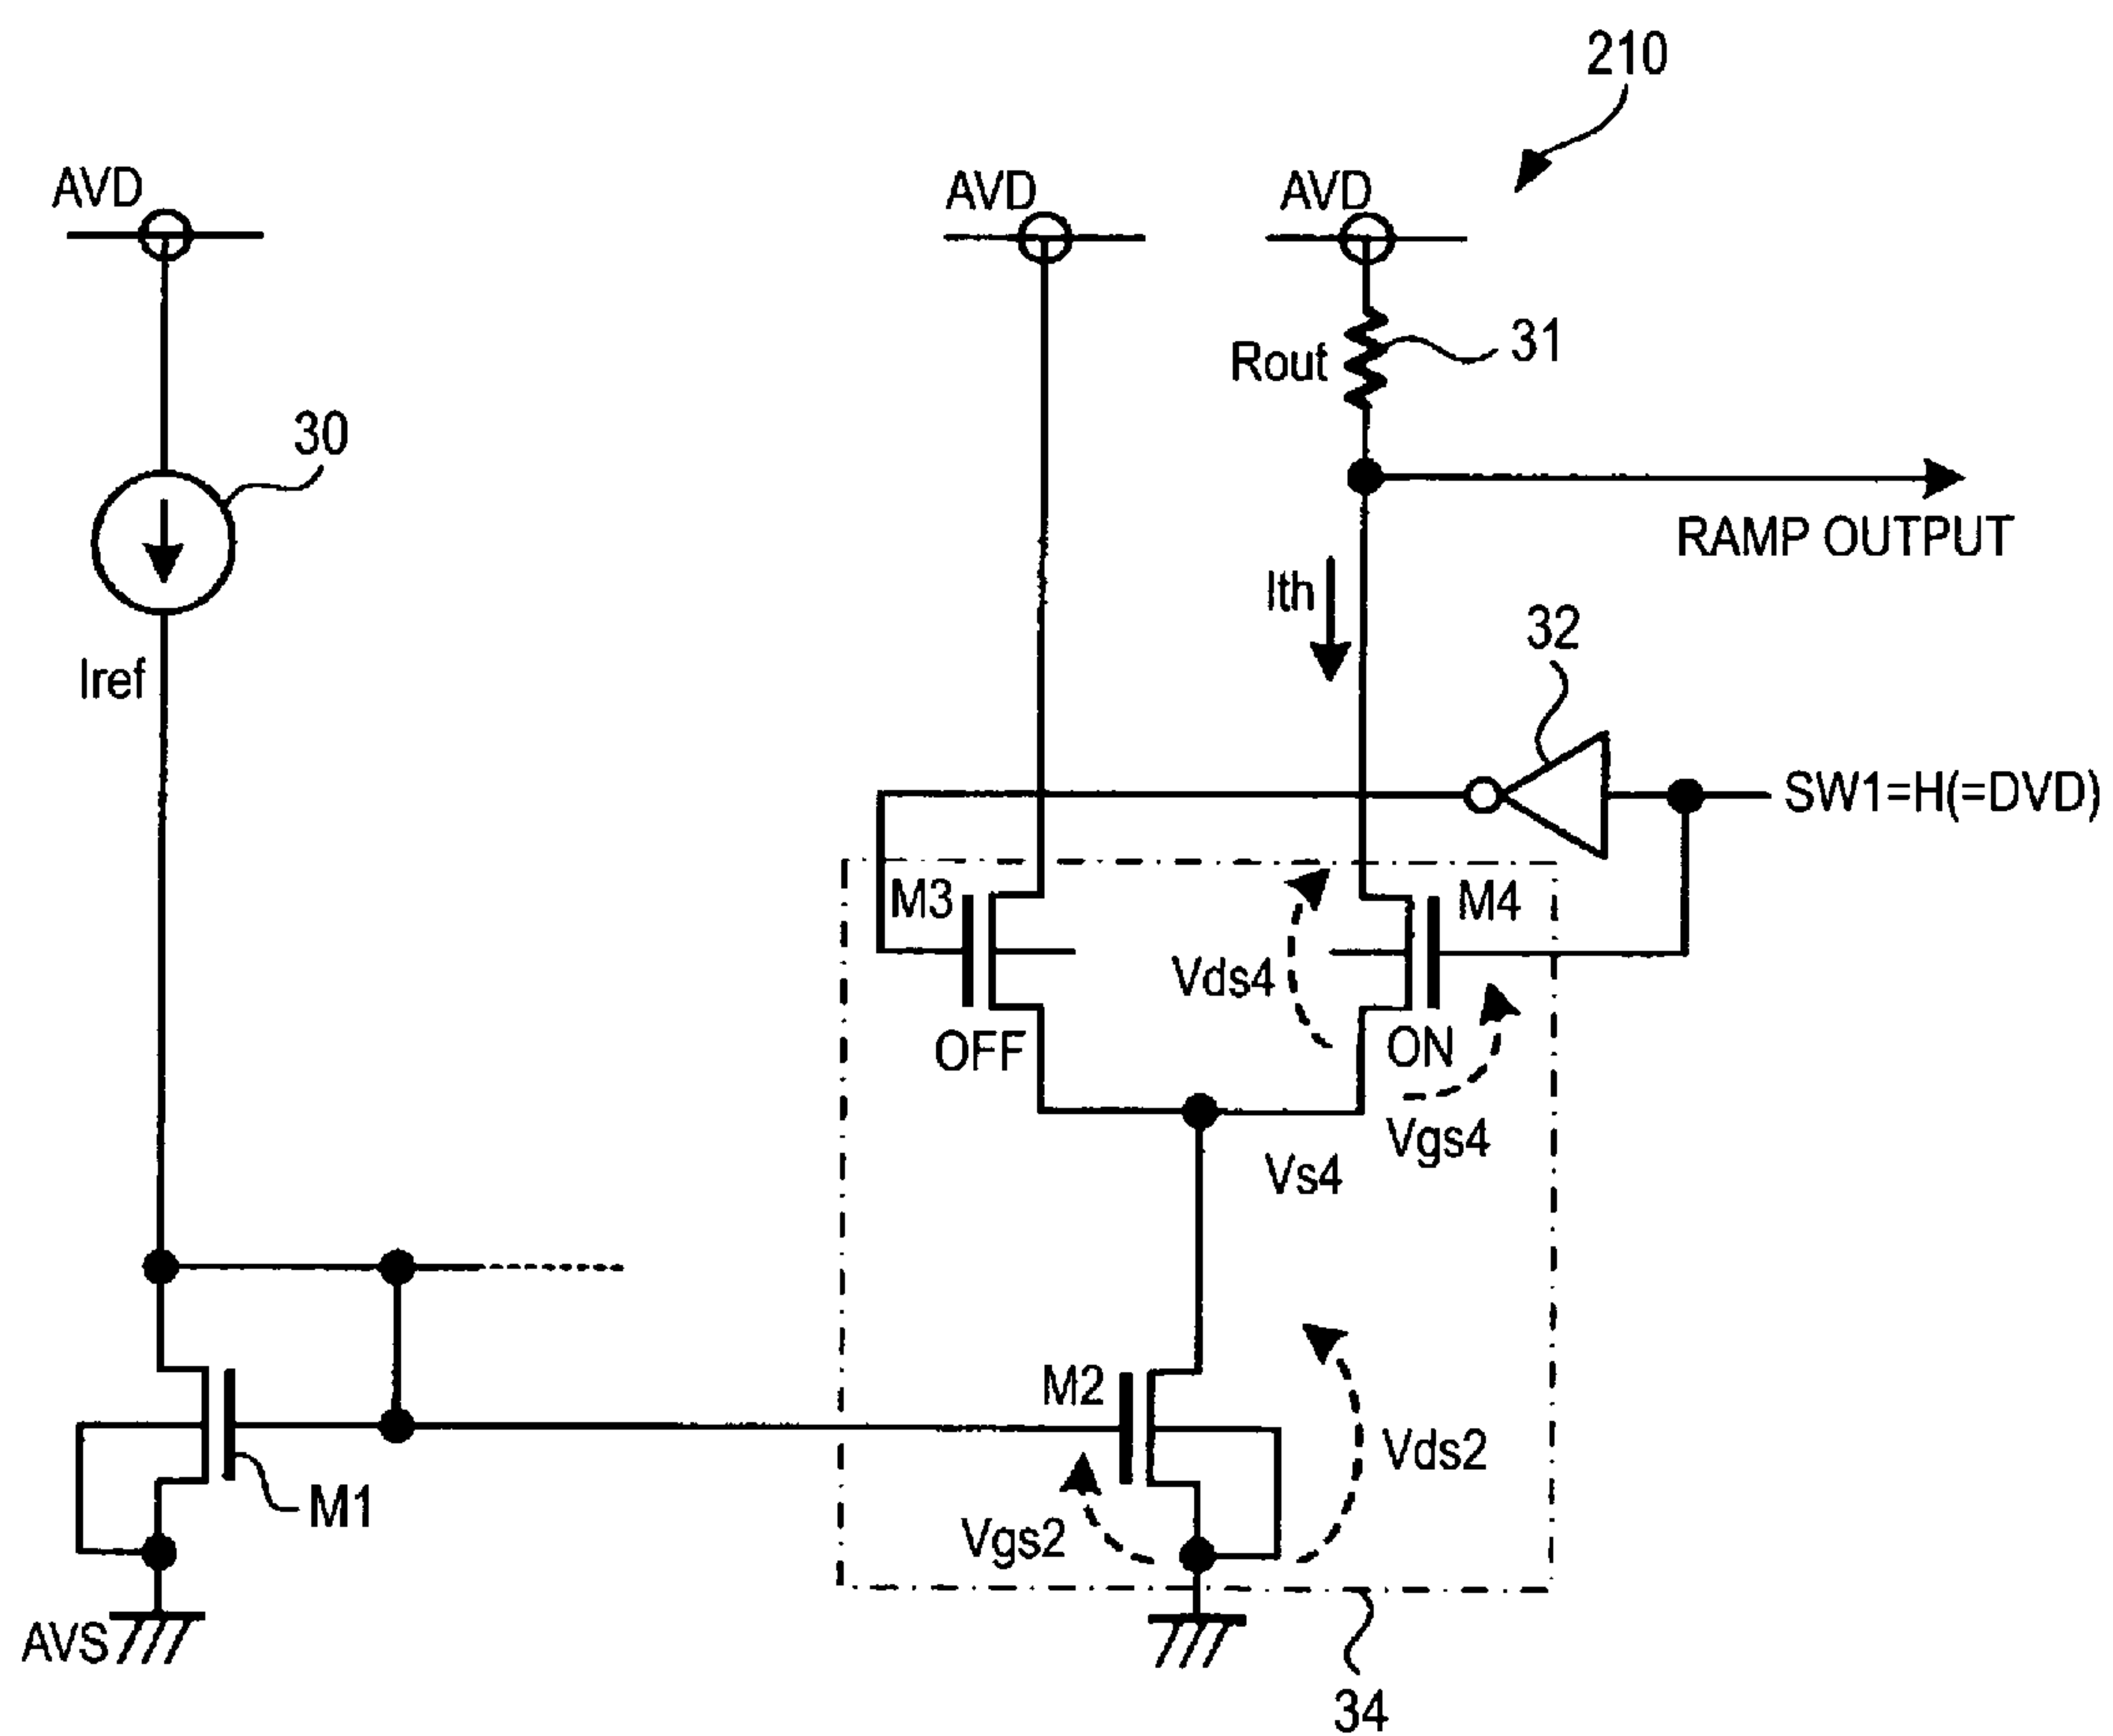 210
AVD
AVD
AVD
31
Rout
30
RAMP OUTPUT
Ith
32
Iref
SW1=H(=DVD)
M3
M4
Vds4
OFF
ON
Vgs4
Vs4
M2
Vds2
M1
Vgs2
AVS
34